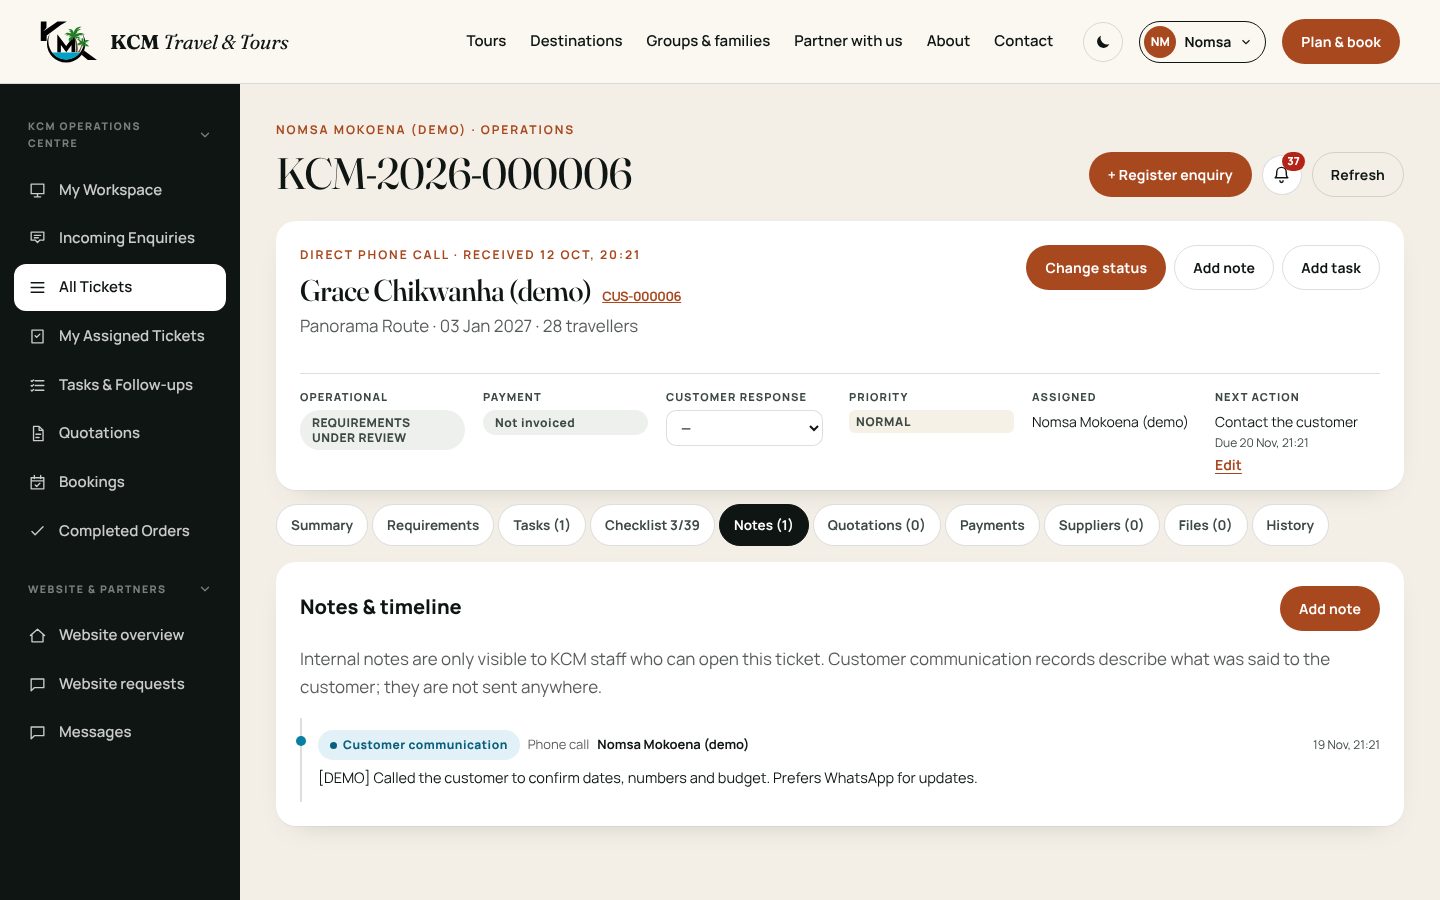 KCM Travel & Tours
Tours
Destinations
Groups & families
Partner with us
About
Contact
NM
Nomsa
Plan & book
KCM OPERATIONS
CENTRE
My Workspace
Incoming Enquiries
All Tickets
My Assigned Tickets
Tasks & Follow-ups
Quotations
Bookings
Completed Orders
WEBSITE & PARTNERS
Website overview
Website requests
Messages
NOMSA MOKOENA (DEMO) · OPERATIONS
KCM-2026-000006
+ Register enquiry
37
Refresh
DIRECT PHONE CALL · RECEIVED 12 OCT, 20:21
Grace Chikwanha (demo) CUS-000006
Panorama Route · 03 Jan 2027 · 28 travellers
Change status
Add note
Add task
OPERATIONAL
REQUIREMENTS
UNDER REVIEW
PAYMENT
Not invoiced
CUSTOMER RESPONSE
—
PRIORITY
NORMAL
ASSIGNED
Nomsa Mokoena (demo)
NEXT ACTION
Contact the customer
Due 20 Nov, 21:21
Edit
Summary
Requirements
Tasks (1)
Checklist 3/39
Notes (1)
Quotations (0)
Payments
Suppliers (0)
Files (0)
History
Notes & timeline
Add note
Internal notes are only visible to KCM staff who can open this ticket. Customer communication records describe what was said to the
customer; they are not sent anywhere.
Customer communication Phone call Nomsa Mokoena (demo) 19 Nov, 21:21
[DEMO] Called the customer to confirm dates, numbers and budget. Prefers WhatsApp for updates.